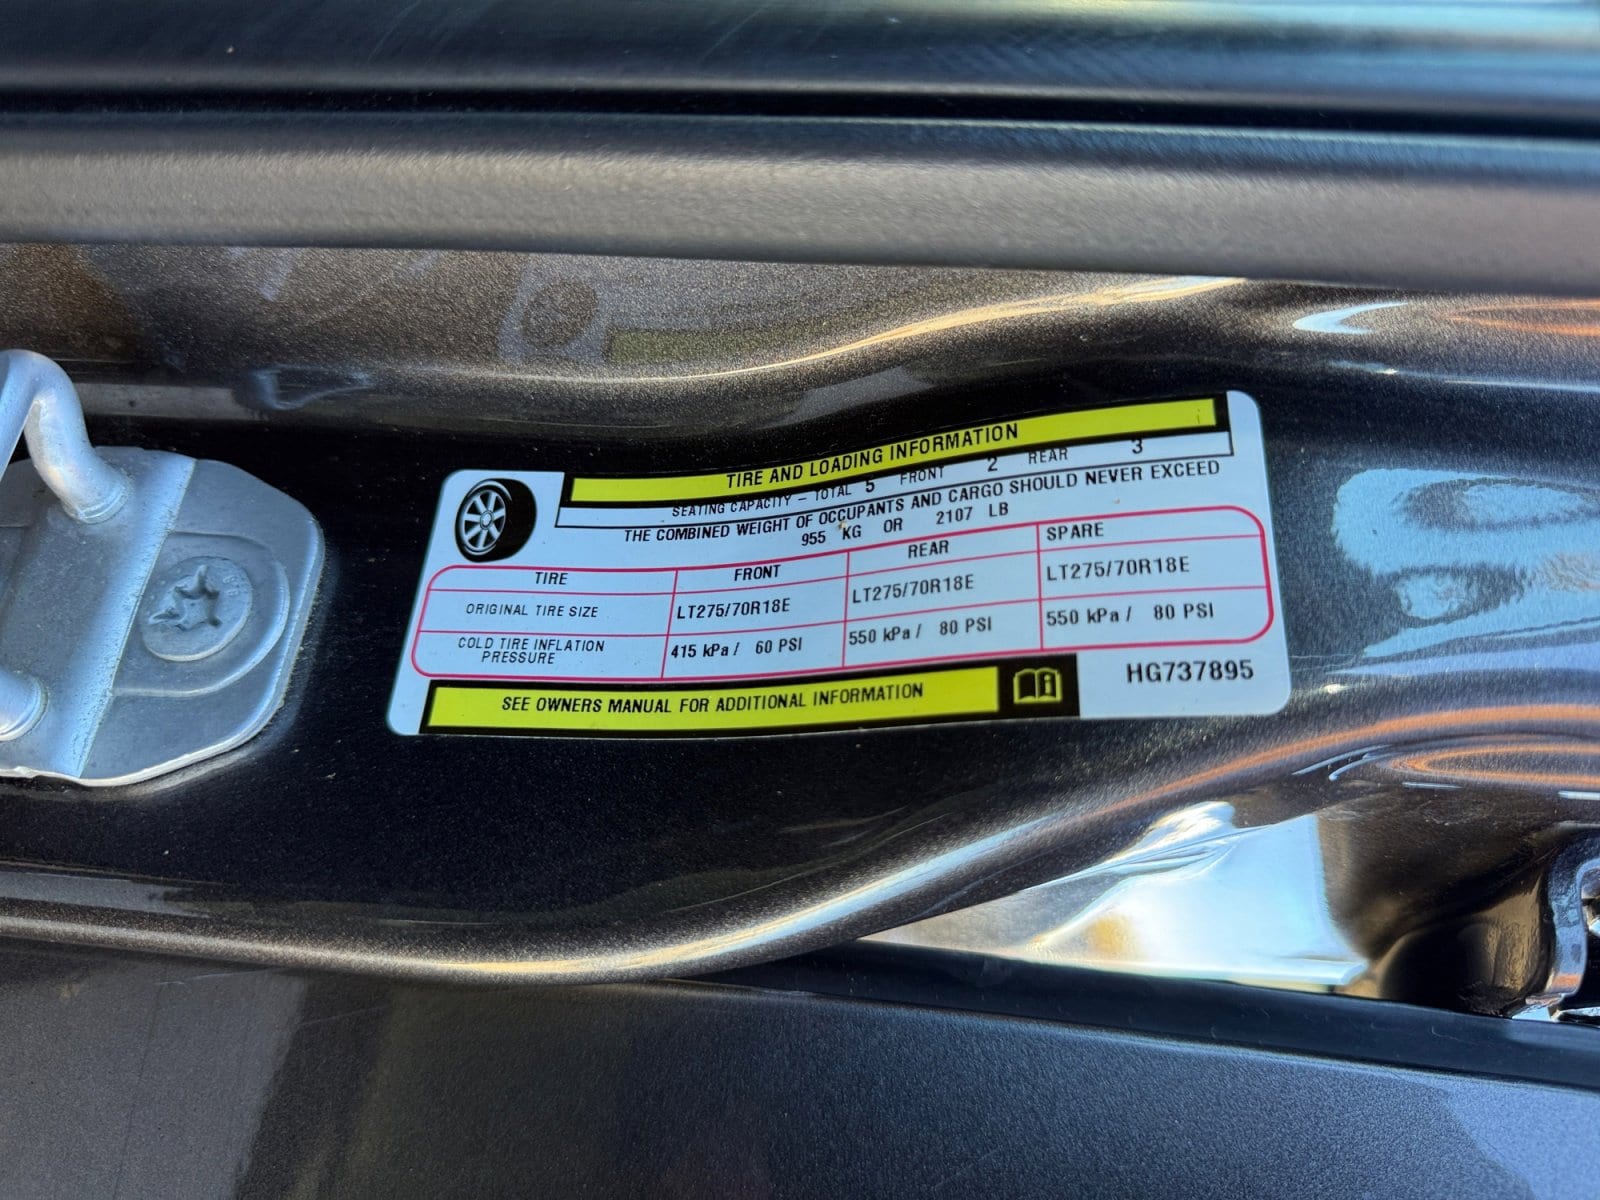 TIRE AND LOADING INFORMATION
SEATING CAPACITY – TOTAL 5 FRONT 2 REAR 3
THE COMBINED WEIGHT OF OCCUPANTS AND CARGO SHOULD NEVER EXCEED
955 KG OR 2107 LB
TIRE FRONT REAR SPARE
ORIGINAL TIRE SIZE LT275/70R18E LT275/70R18E LT275/70R18E
COLD TIRE INFLATION
PRESSURE 415 kPa / 60 PSI 550 kPa / 80 PSI 550 kPa / 80 PSI
SEE OWNERS MANUAL FOR ADDITIONAL INFORMATION
HG737895